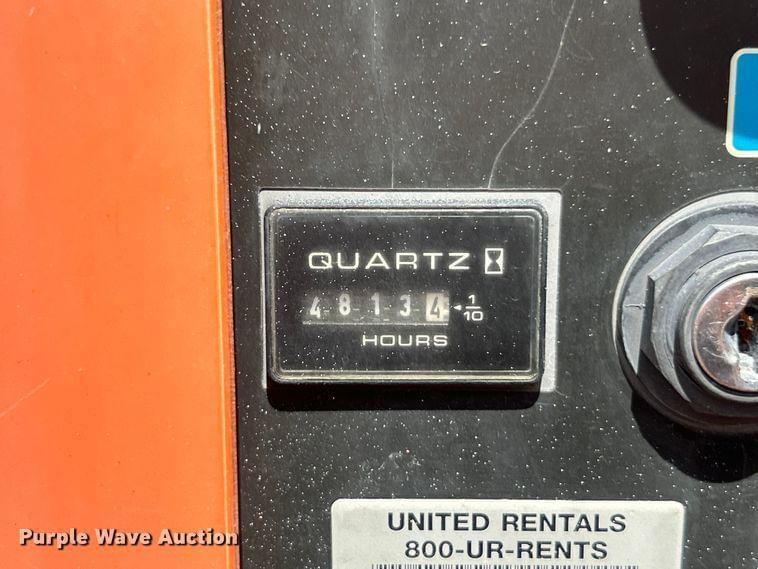 QUARTZ
48134 1/10
HOURS
UNITED RENTALS
800-UR-RENTS
Purple Wave Auction